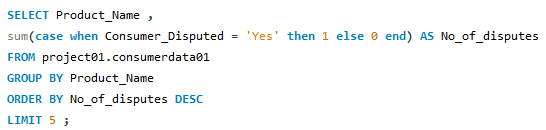 SELECT Product_Name ,
sum(case when Consumer_Disputed = 'Yes' then 1 else 0 end) AS No_of_disputes
FROM project01.consumerdata01
GROUP BY Product_Name
ORDER BY No_of_disputes DESC
LIMIT 5 ;